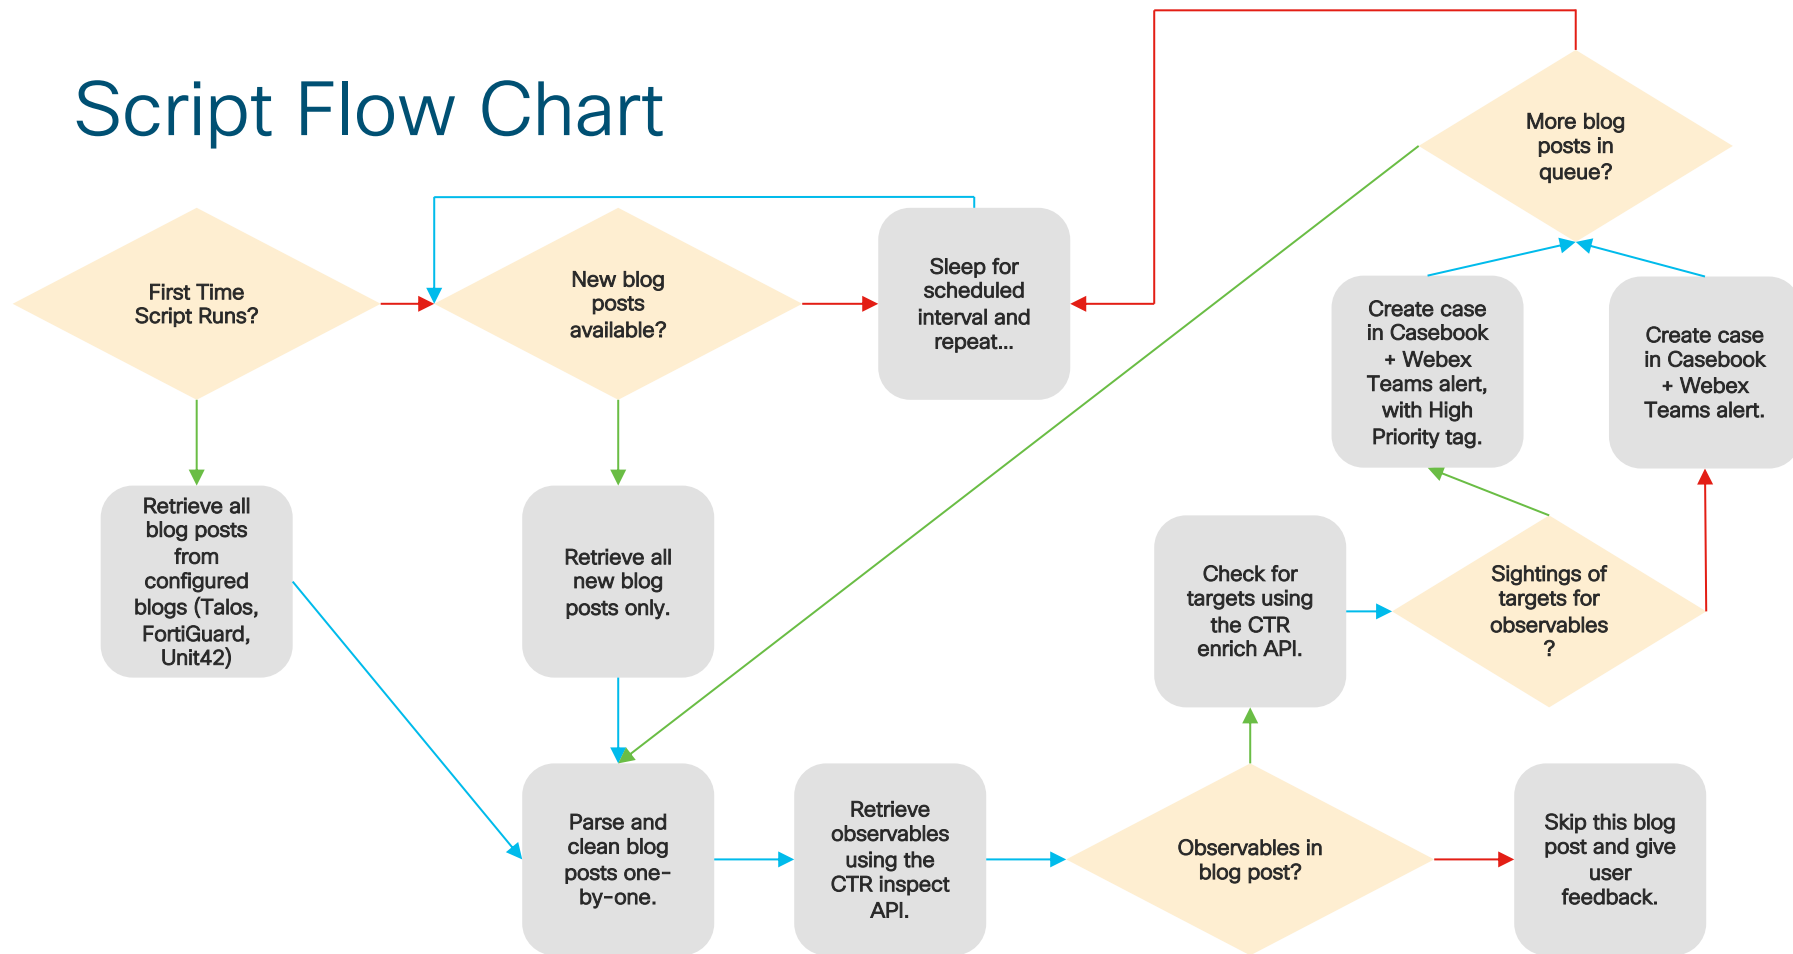 Script Flow Chart
More blog
posts in
queue?
First Time
Script Runs?
New blog
posts
available?
Sleep for
scheduled
interval and
repeat...
Create case
in Casebook
+ Webex
Teams alert,
with High
Priority tag.
Create case
in Casebook
+ Webex
Teams alert.
Retrieve all
blog posts
from
configured
blogs (Talos,
FortiGuard,
Unit42)
Retrieve all
new blog
posts only.
Check for
targets using
the CTR
enrich API.
Sightings of
targets for
observables
?
Parse and
clean blog
posts one-
by-one.
Retrieve
observables
using the
CTR inspect
API.
Observables in
blog post?
Skip this blog
post and give
user
feedback.